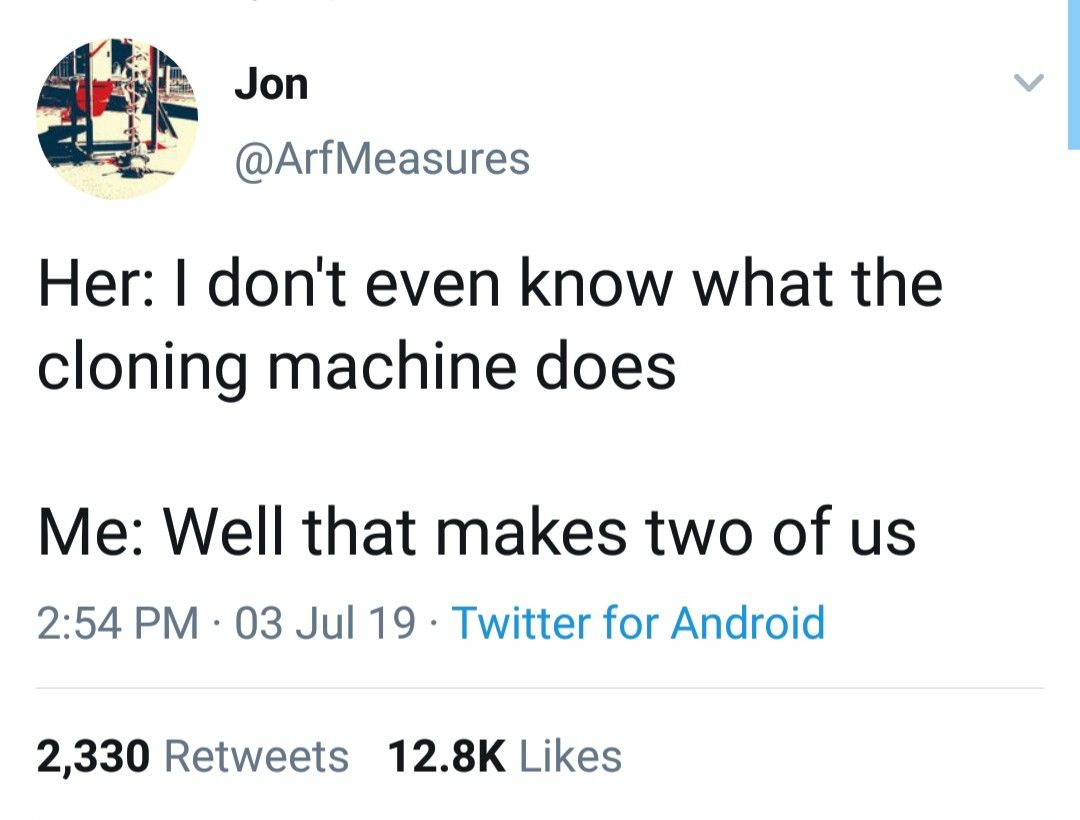 Jon
@ArfMeasures
Her: I don't even know what the
cloning machine does
Me: Well that makes two of us
2:54 PM · 03 Jul 19 · Twitter for Android
2,330 Retweets 12.8K Likes